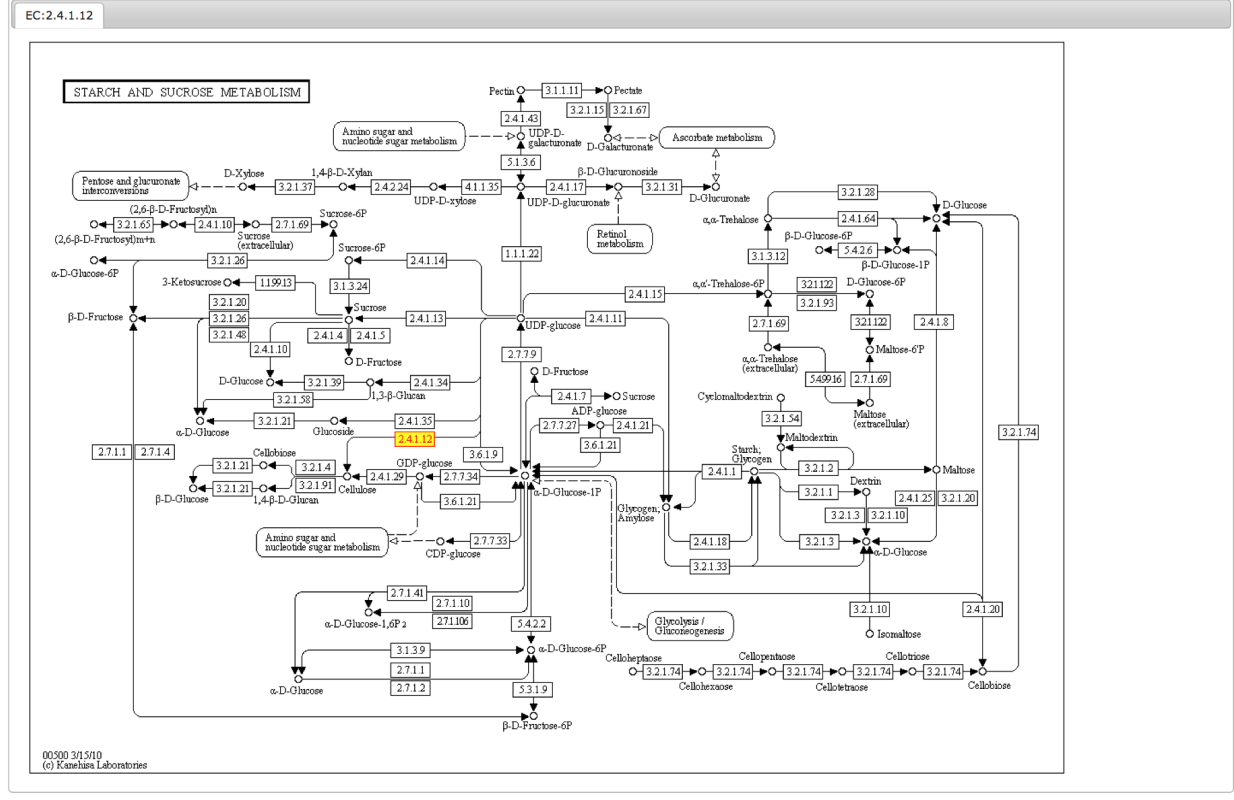 EC:2.4.1.12
STARCH AND SUCROSE METABOLISM
Pectin
3.1.1.11
Pectate
3.2.1.15
3.2.1.67
2.4.1.43
Amino sugar and
nucleotide sugar metabolism
UDP-D-
galacturonate
D-Galacturonate
Ascorbate metabolism
5.1.3.6
Pentose and glucuronate
interconversions
D-Xylose
3.2.1.37
1,4-β-D-Xylan
2.4.2.24
UDP-D-xylose
4.1.1.35
UDP-D-glucuronate
2.4.1.17
β-D-Glucuronoside
3.2.1.31
D-Glucuronate
Retinol
metabolism
(2,6-β-D-Fructosyl)n
3.2.1.65
2.4.1.10
2.7.1.69
Sucrose-6P
(2,6-β-D-Fructosyl)m+n
Sucrose
(extracellular)
3.2.1.28
D-Glucose
α,α-Trehalose
2.4.1.64
β-D-Glucose-6P
5.4.2.6
β-D-Glucose-1P
3.1.3.12
1.1.1.22
α-D-Glucose-6P
3.2.1.26
Sucrose-6P
2.4.1.14
3-Ketosucrose
1.1.99.13
3.1.3.24
2.4.1.15
α,α'-Trehalose-6P
3.2.1.122
3.2.1.93
D-Glucose-6P
β-D-Fructose
3.2.1.20
3.2.1.26
3.2.1.48
Sucrose
2.4.1.13
UDP-glucose
2.4.1.11
2.7.1.69
3.2.1.122
2.4.1.8
2.4.1.10
2.4.1.4
2.4.1.5
D-Fructose
2.7.7.9
α,α-Trehalose
(extracellular)
Maltose-6'P
D-Glucose
3.2.1.39
2.4.1.34
1,3-β-Glucan
3.2.1.58
D-Fructose
2.4.1.7
Sucrose
5.4.99.16
2.7.1.69
Cyclomaltodextrin
Maltose
(extracellular)
α-D-Glucose
3.2.1.21
Glucoside
2.4.1.35
ADP-glucose
2.7.7.27
2.4.1.21
3.6.1.21
3.2.1.54
Maltodextrin
3.2.1.74
2.4.1.12
2.7.1.1
2.7.1.4
Cellobiose
3.2.1.21
3.2.1.4
GDP-glucose
3.6.1.9
2.4.1.29
2.7.7.34
α-D-Glucose-1P
2.4.1.1
Starch;
Glycogen
3.2.1.2
Maltose
β-D-Glucose
3.2.1.21
1,4-β-D-Glucan
3.2.1.91
Cellulose
3.6.1.21
Glycogen;
Amylose
3.2.1.1
Dextrin
2.4.1.25
3.2.1.20
3.2.1.3
3.2.1.10
Amino sugar and
nucleotide sugar metabolism
CDP-glucose
2.7.7.33
2.4.1.18
3.2.1.3
α-D-Glucose
3.2.1.33
2.7.1.41
2.7.1.10
2.7.1.106
α-D-Glucose-1,6P2
5.4.2.2
Glycolysis /
Gluconeogenesis
3.2.1.10
Isomaltose
2.4.1.20
3.1.3.9
α-D-Glucose-6P
2.7.1.1
2.7.1.2
α-D-Glucose
5.3.1.9
β-D-Fructose-6P
Celloheptaose
3.2.1.74
Cellohexaose
3.2.1.74
Cellopentaose
3.2.1.74
Cellotetraose
3.2.1.74
Cellotriose
3.2.1.74
Cellobiose
00500 3/15/10
(c) Kanehisa Laboratories